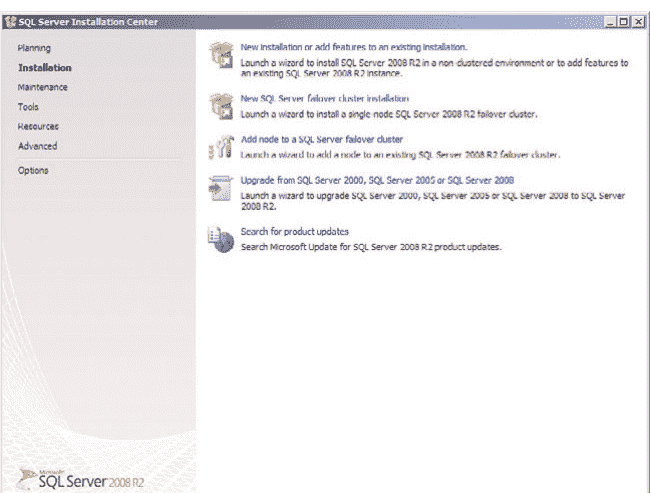 SQL Server Installation Center
Planning
Installation
Maintenance
Tools
Resources
Advanced
Options
New installation or add features to an existing installation.
Launch a wizard to install SQL Server 2008 R2 in a non-clustered environment or to add features to
an existing SQL Server 2008 R2 instance.
New SQL Server failover cluster installation
Launch a wizard to install a single-node SQL Server 2008 R2 failover cluster.
Add node to a SQL Server failover cluster
Launch a wizard to add a node to an existing SQL Server 2008 R2 failover cluster.
Upgrade from SQL Server 2000, SQL Server 2005 or SQL Server 2008
Launch a wizard to upgrade SQL Server 2000, SQL Server 2005 or SQL Server 2008 to SQL Server
2008 R2.
Search for product updates
Search Microsoft Update for SQL Server 2008 R2 product updates.
Microsoft
SQL Server 2008 R2